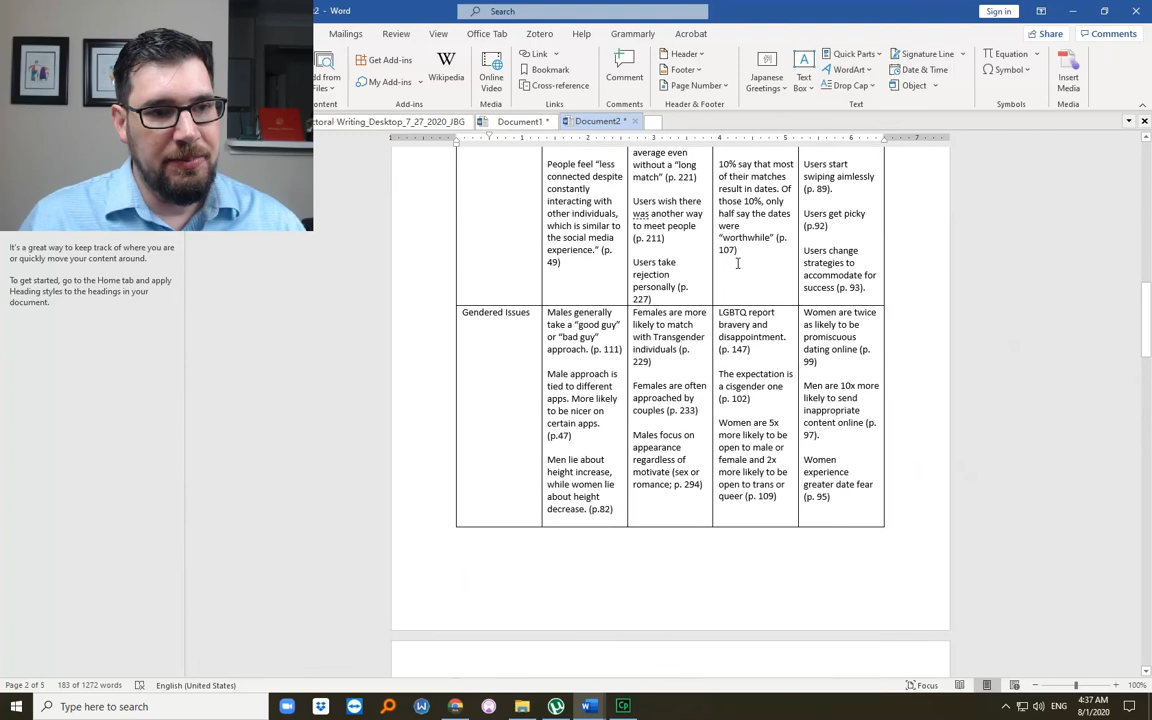 2 - Word
Search
Sign in
Mailings Review View Office Tab Zotero Help Grammarly Acrobat
Share Comments
Add from
Files
Get Add-ins
My Add-ins
Add-ins
Wikipedia
Online
Video
Media
Link
Bookmark
Cross-reference
Links
Comment
Comments
Header
Footer
Page Number
Header & Footer
Japanese
Greetings
Text
Box
Quick Parts
WordArt
Drop Cap
Signature Line
Date & Time
Object
Text
Equation
Symbol
Symbols
Insert
Media
Media
ctoral Writing_Desktop_7_27_2020_JBG Document1 * Document2 *
1 1 2 3 4 5 6 7
It's a great way to keep track of where you are
or quickly move your content around.
To get started, go to the Home tab and apply
Heading styles to the headings in your
document.
People feel "less
connected despite
constantly
interacting with
other individuals,
which is similar to
the social media
experience." (p.
49)
average even
without a "long
match" (p. 221)
Users wish there
was another way
to meet people
(p. 211)
Users take
rejection
personally (p.
227)
10% say that most
of their matches
result in dates. Of
those 10%, only
half say the dates
were
"worthwhile" (p.
107)
Users start
swiping aimlessly
(p. 89).
Users get picky
(p.92)
Users change
strategies to
accommodate for
success (p. 93).
Gendered Issues
Males generally
take a "good guy"
or "bad guy"
approach. (p. 111)
Male approach is
tied to different
apps. More likely
to be nicer on
certain apps.
(p.47)
Men lie about
height increase,
while women lie
about height
decrease. (p.82)
Females are more
likely to match
with Transgender
individuals (p.
229)
Females are often
approached by
couples (p. 233)
Males focus on
appearance
regardless of
motivate (sex or
romance; p. 294)
LGBTQ report
bravery and
disappointment.
(p. 147)
The expectation is
a cisgender one
(p. 102)
Women are 5x
more likely to be
open to male or
female and 2x
more likely to be
open to trans or
queer (p. 109)
Women are twice
as likely to be
promiscuous
dating online (p.
99)
Men are 10x more
likely to send
inappropriate
content online (p.
97).
Women
experience
greater date fear
(p. 95)
Page 2 of 5 183 of 1272 words English (United States)
Focus
100%
Type here to search
ENG
4:37 AM
8/1/2020